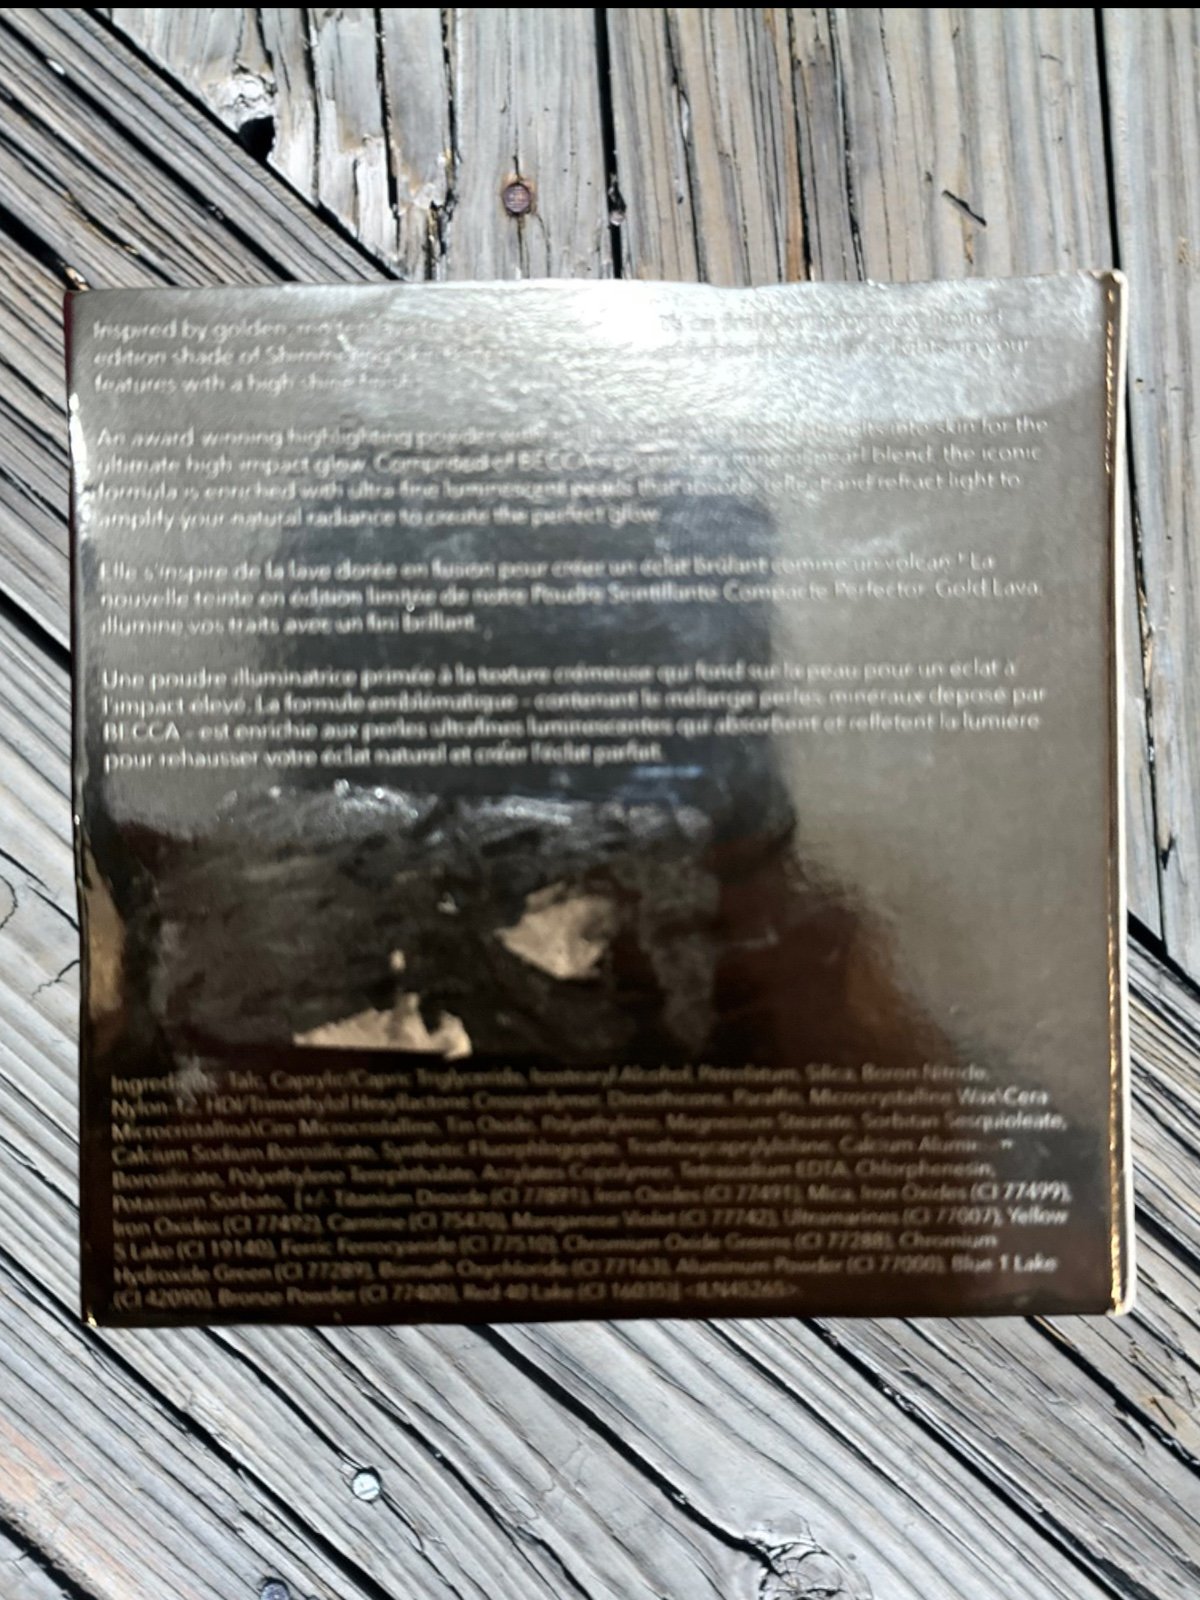 Inspired by golden,
edition shade of Shimmering Skin your
features with a high shine
An award winning highlighting powder into skin for the
ultimate high impact glow. Comprised of BECCA's pearl blend, the iconic
formula is enriched with ultra-fine luminescent pearls that absorb, reflect and refract light to
amplify your natural radiance to create the perfect glow.
Elle s'inspire de la lave dorée en fusion pour créer un éclat brûlant comme un volcan ! La
nouvelle teinte en édition limitée de notre Poudre Scintillante Compacte Perfector, Gold Lava,
illumine vos traits avec un fini brillant.
Une poudre illuminatrice primée à la texture crémeuse qui fond sur la peau pour un éclat à
l'impact élevé. La formule emblématique - contenant le mélange perles minéraux déposé par
BECCA - est enrichie aux perles ultrafines luminescentes qui absorbent et reflètent la lumière
pour rehausser votre éclat naturel et créer l'éclat parfait.
Ingredients: Talc, Caprylic/Capric Triglyceride, Isostearyl Alcohol, Petrolatum, Silica, Boron Nitride,
Nylon-12, HDI/Trimethylol Hexyllactone Crosspolymer, Dimethicone, Paraffin, Microcrystalline Wax\Cera
Microcristallina\Cire Microcristalline, Tin Oxide, Polyethylene, Magnesium Stearate, Sorbitan Sesquioleate,
Calcium Sodium Borosilicate, Synthetic Fluorphlogopite, Triethoxycaprylylsilane, Calcium
Borosilicate, Polyethylene Terephthalate, Acrylates Copolymer, Tetrasodium EDTA, Chlorphenesin,
Potassium Sorbate, [+/- Titanium Dioxide (CI 77891), Iron Oxides (CI 77491), Mica, Iron Oxides (CI 77499),
Iron Oxides (CI 77492), Carmine (CI 75470), Manganese Violet (CI 77742), Ultramarines (CI 77007), Yellow
5 Lake (CI 19140), Ferric Ferrocyanide (CI 77510), Chromium Oxide Greens (CI 77288), Chromium
Hydroxide Green (CI 77289), Bismuth Oxychloride (CI 77163), Aluminum Powder (CI 77000), Blue 1 Lake
(CI 42090), Bronze Powder (CI 77400), Red 40 Lake (CI 16035)] <ILN45265>